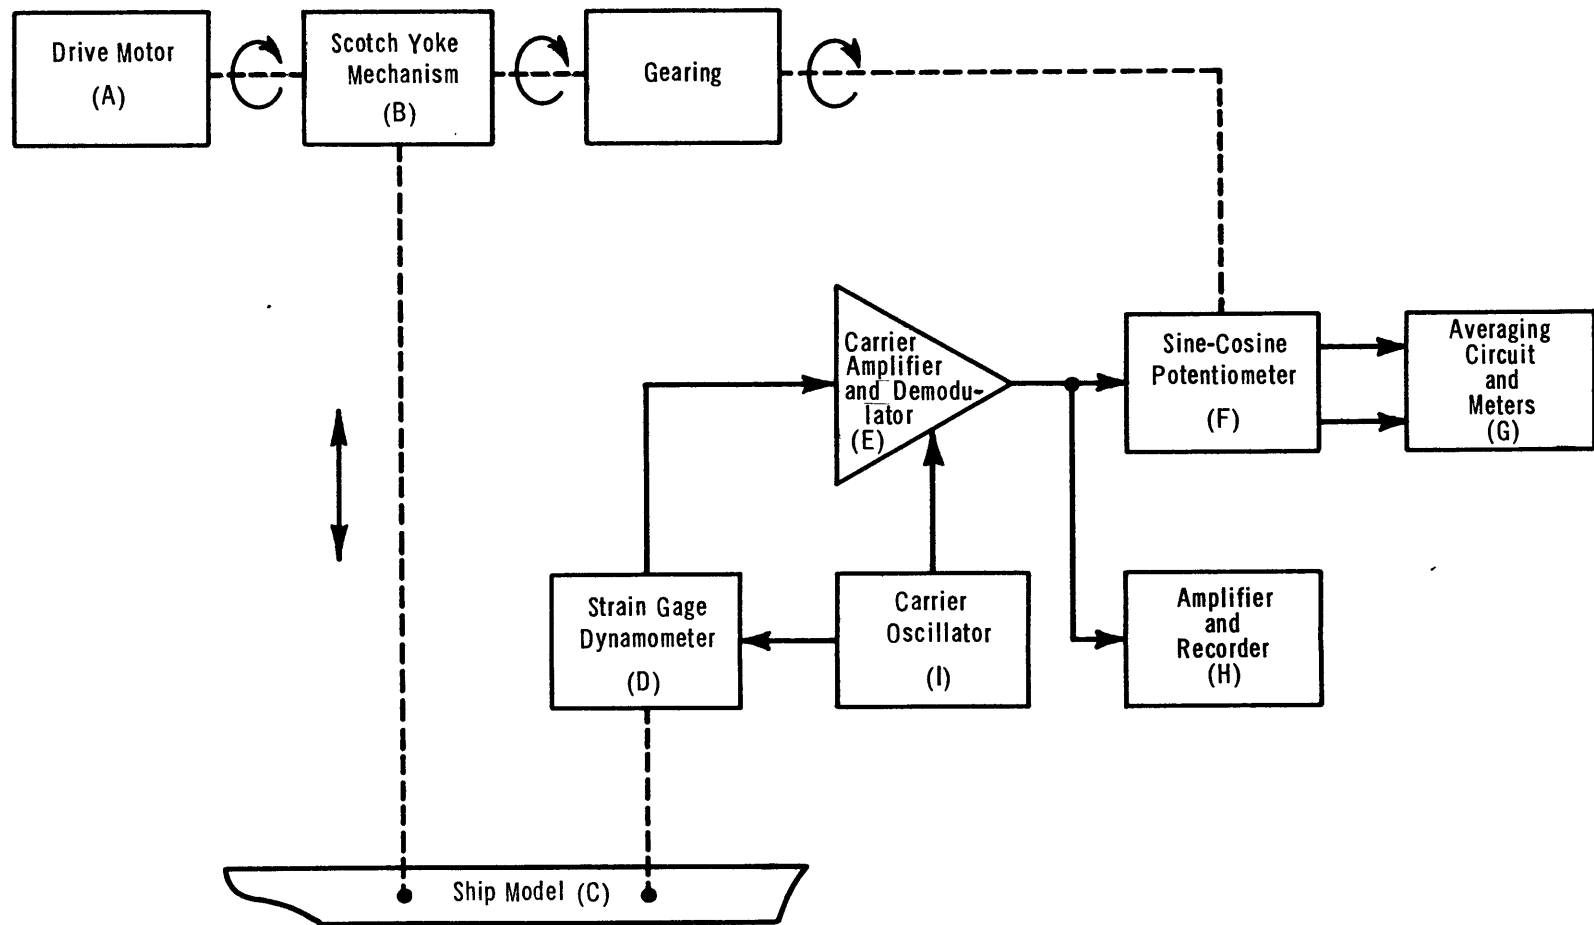 Drive Motor
(A)
Scotch Yoke
Mechanism
(B)
Gearing
Carrier
Amplifier
and Demodu-
lator
(E)
Sine-Cosine
Potentiometer
(F)
Averaging
Circuit
and
Meters
(G)
Strain Gage
Dynamometer
(D)
Carrier
Oscillator
(I)
Amplifier
and
Recorder
(H)
Ship Model (C)